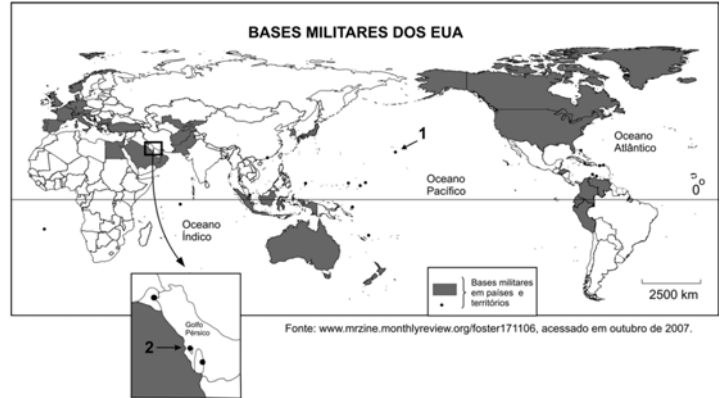 BASES MILITARES DOS EUA
1
Oceano
Atlântico
Oceano
Pacífico
0°
Oceano
Índico
Bases militares
em países e
territórios
2500 km
Golfo
Pérsico
2
Fonte: www.mrzine.monthlyreview.org/foster171106, acessado em outubro de 2007.